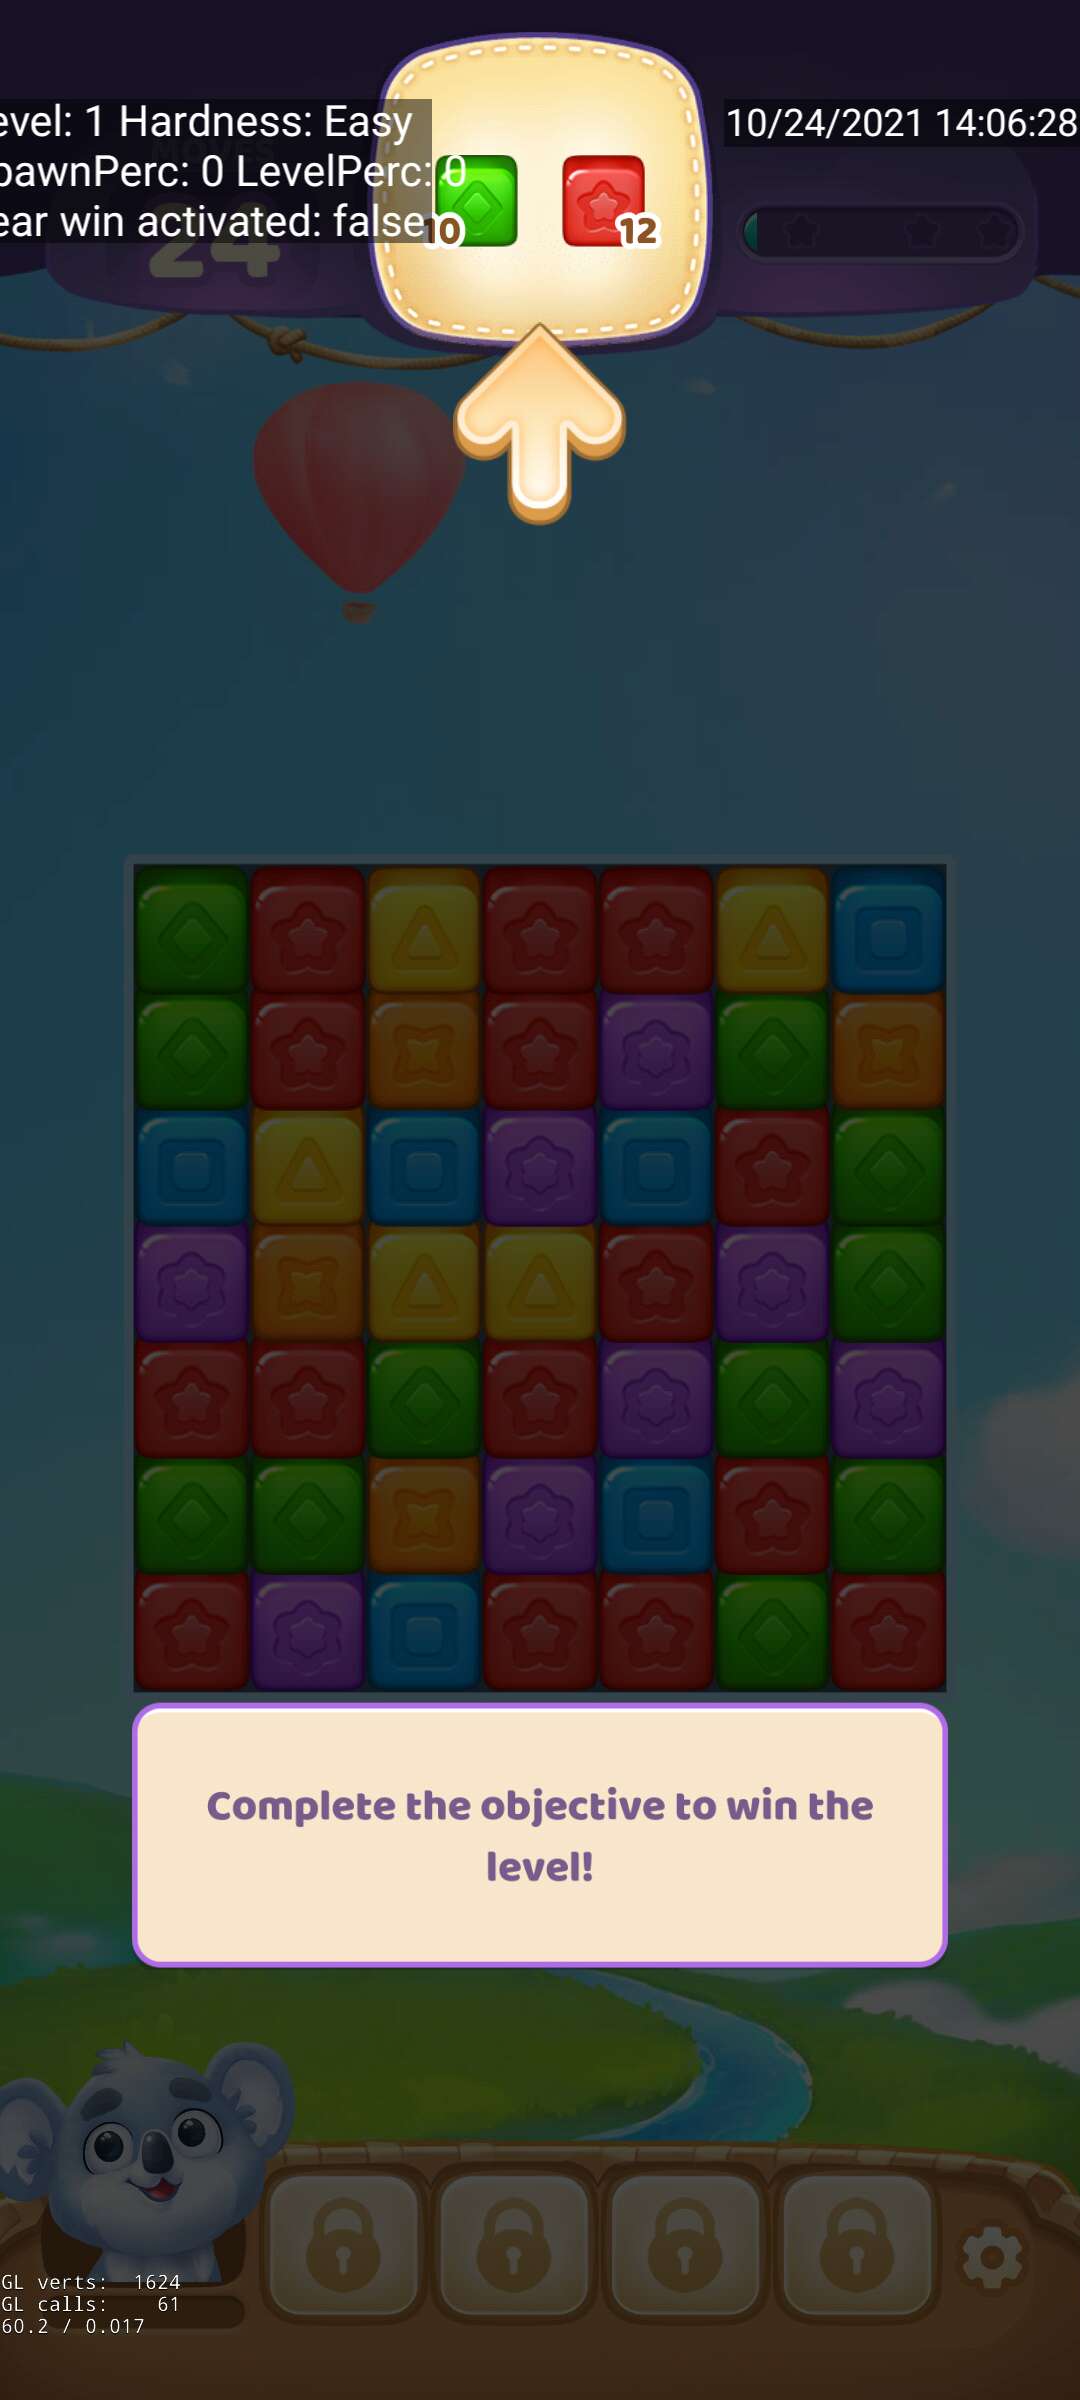 evel: 1 Hardness: Easy
pawnPerc: 0 LevelPerc: 0
ear win activated: false
10/24/2021 14:06:28
MOVES
24
10
12
Complete the objective to win the
level!
GL verts: 1624
GL calls: 61
60.2 / 0.017